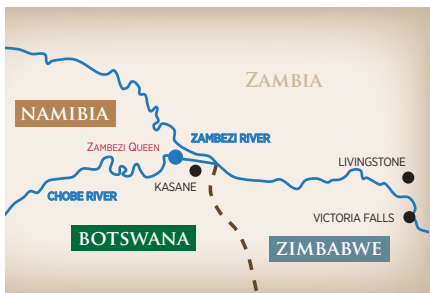 ZAMBIA
NAMIBIA
ZAMBEZI RIVER
ZAMBEZI QUEEN
LIVINGSTONE
KASANE
CHOBE RIVER
VICTORIA FALLS
BOTSWANA
ZIMBABWE